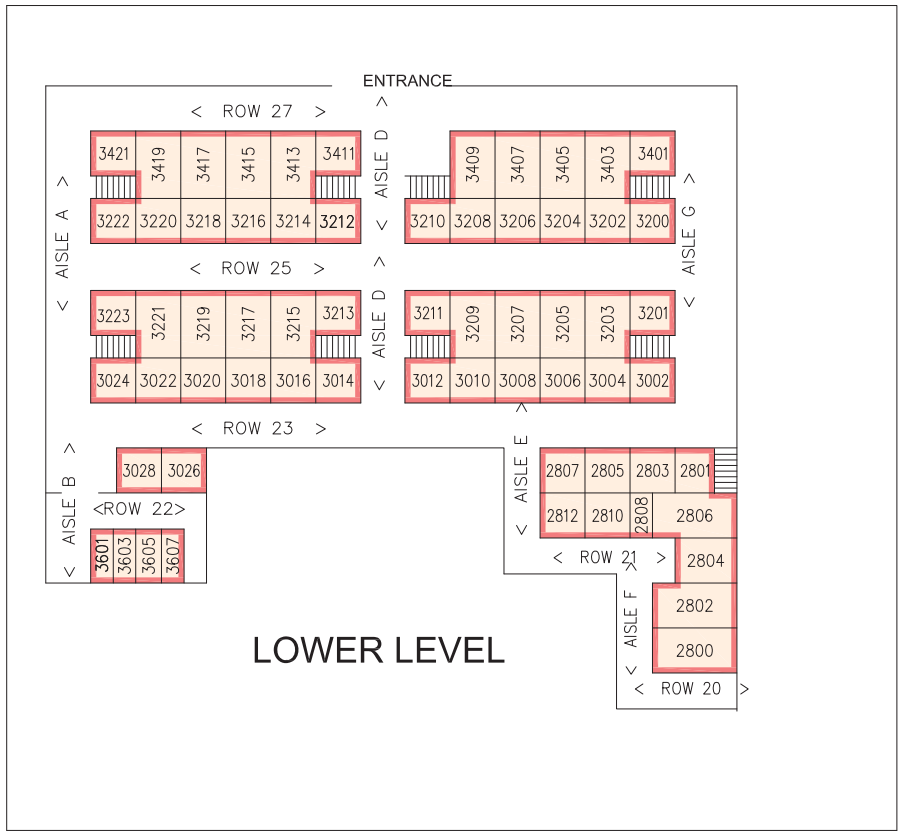 ENTRANCE
< ROW 27 >
< AISLE D >
3421 3419 3417 3415 3413 3411
3409 3407 3405 3403 3401
< AISLE A >
< AISLE G >
3222 3220 3218 3216 3214 3212
3210 3208 3206 3204 3202 3200
< ROW 25 >
< AISLE D >
3223 3221 3219 3217 3215 3213
3211 3209 3207 3205 3203 3201
3024 3022 3020 3018 3016 3014
3012 3010 3008 3006 3004 3002
< ROW 23 >
< AISLE B >
< AISLE E >
3028 3026
2807 2805 2803 2801
<ROW 22>
2812 2810 2808 2806
3601 3603 3605 3607
< ROW 21 >
2804
< AISLE F >
2802
LOWER LEVEL
2800
< ROW 20 >